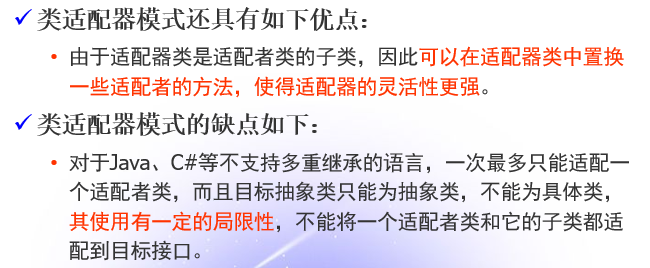 ✓ 类适配器模式还具有如下优点：
• 由于适配器类是适配者类的子类，因此可以在适配器类中置换
一些适配者的方法，使得适配器的灵活性更强。
✓ 类适配器模式的缺点如下：
• 对于Java、C#等不支持多重继承的语言，一次最多只能适配一
个适配者类，而且目标抽象类只能为抽象类，不能为具体类，
其使用有一定的局限性，不能将一个适配者类和它的子类都适
配到目标接口。